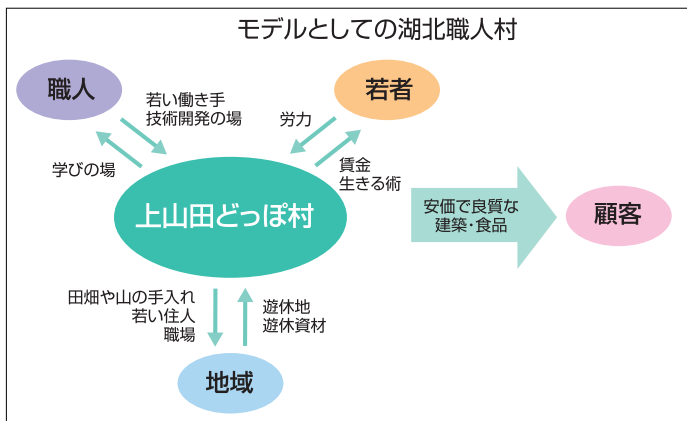 モデルとしての湖北職人村
職人
若い働き手
技術開発の場
学びの場
若者
労力
賃金
生きる術
上山田どっぽ村
安価で良質な
建築・食品
顧客
田畑や山の手入れ
若い住人
職場
遊休地
遊休資材
地域